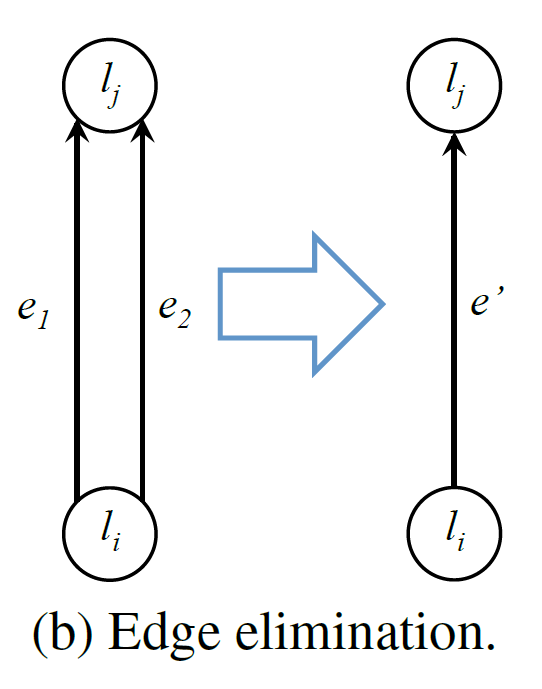 l_j l_j
e_1 e_2 e’
l_i l_i
(b) Edge elimination.